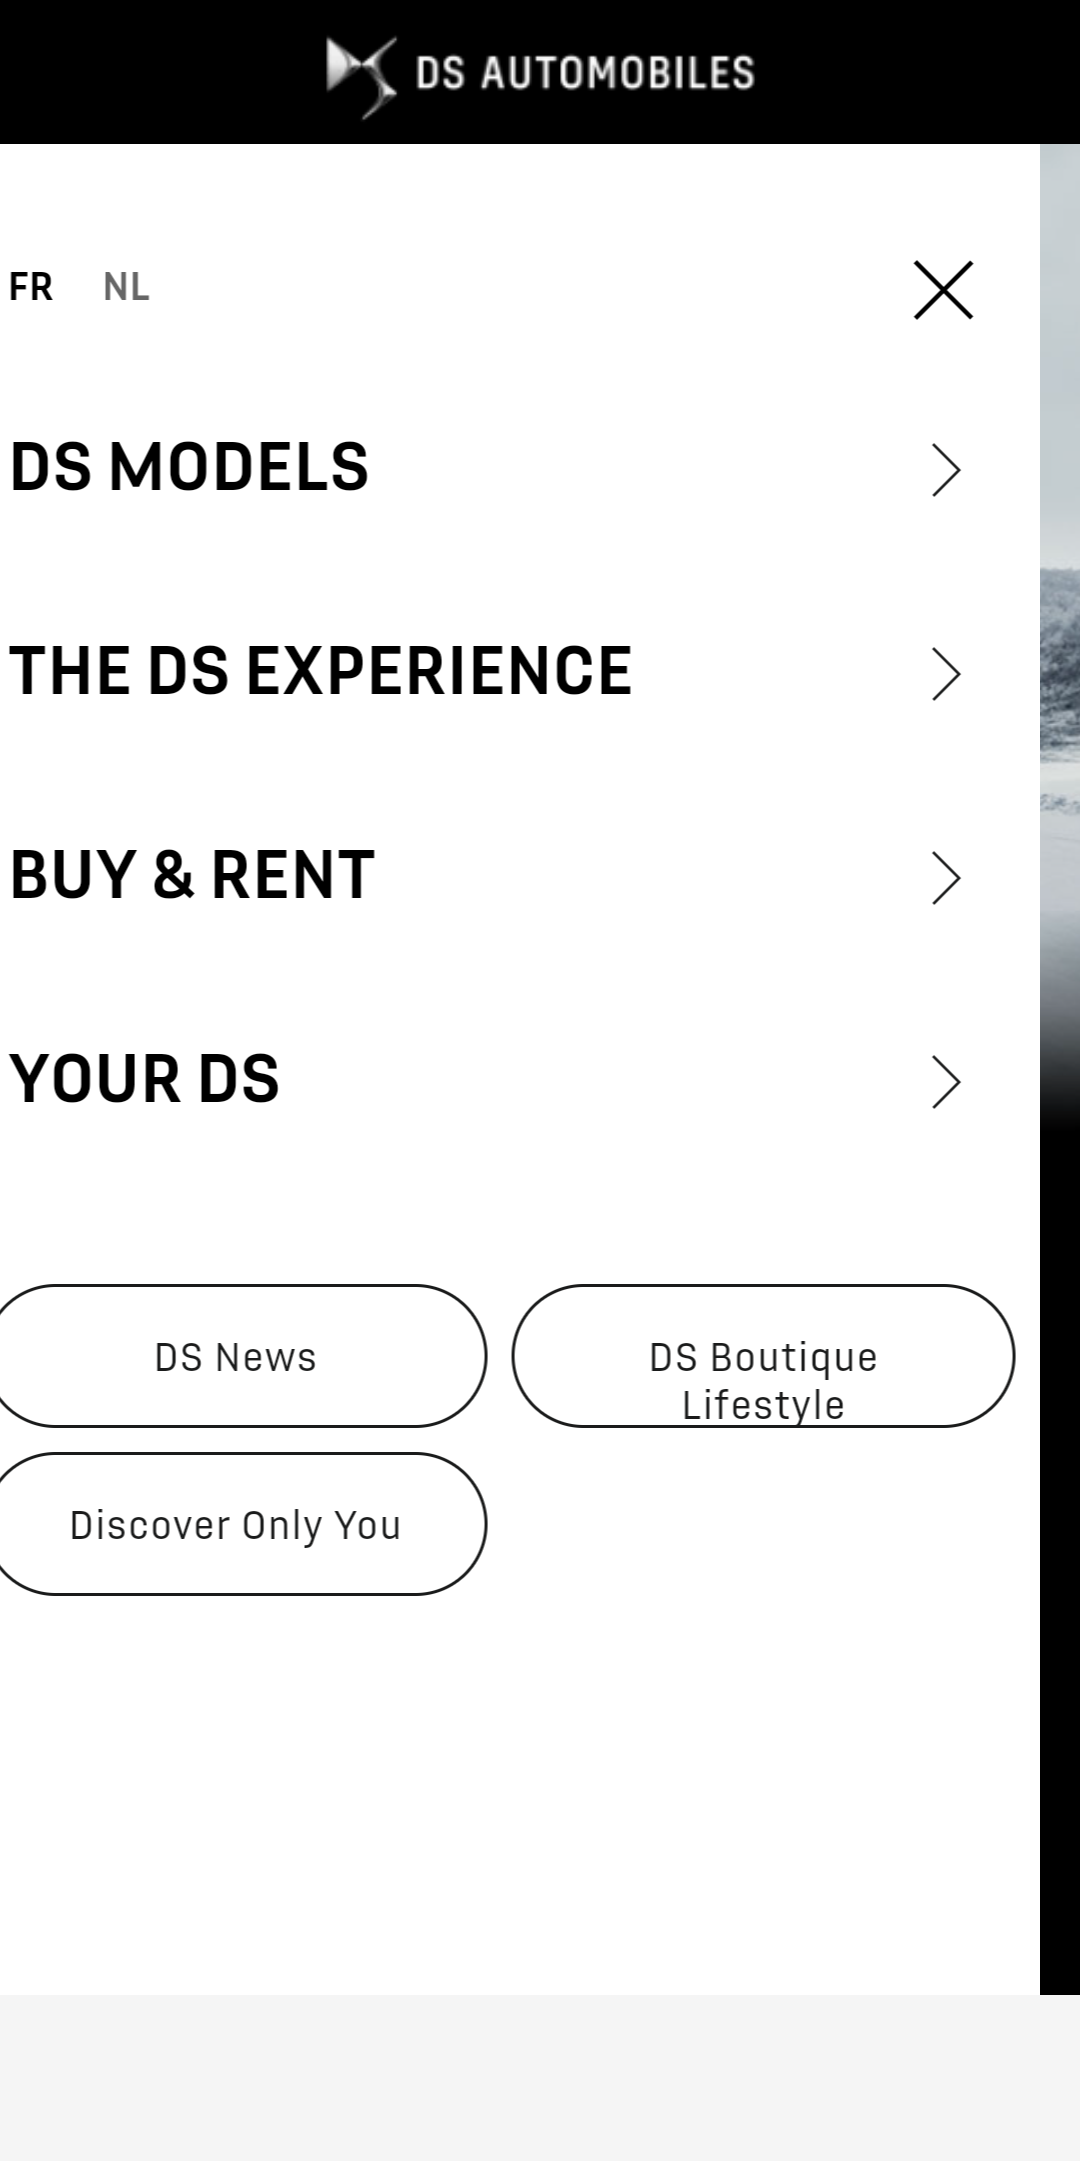 DS AUTOMOBILES
FR NL
DS MODELS
THE DS EXPERIENCE
BUY & RENT
YOUR DS
DS News
DS Boutique
Lifestyle
Discover Only You